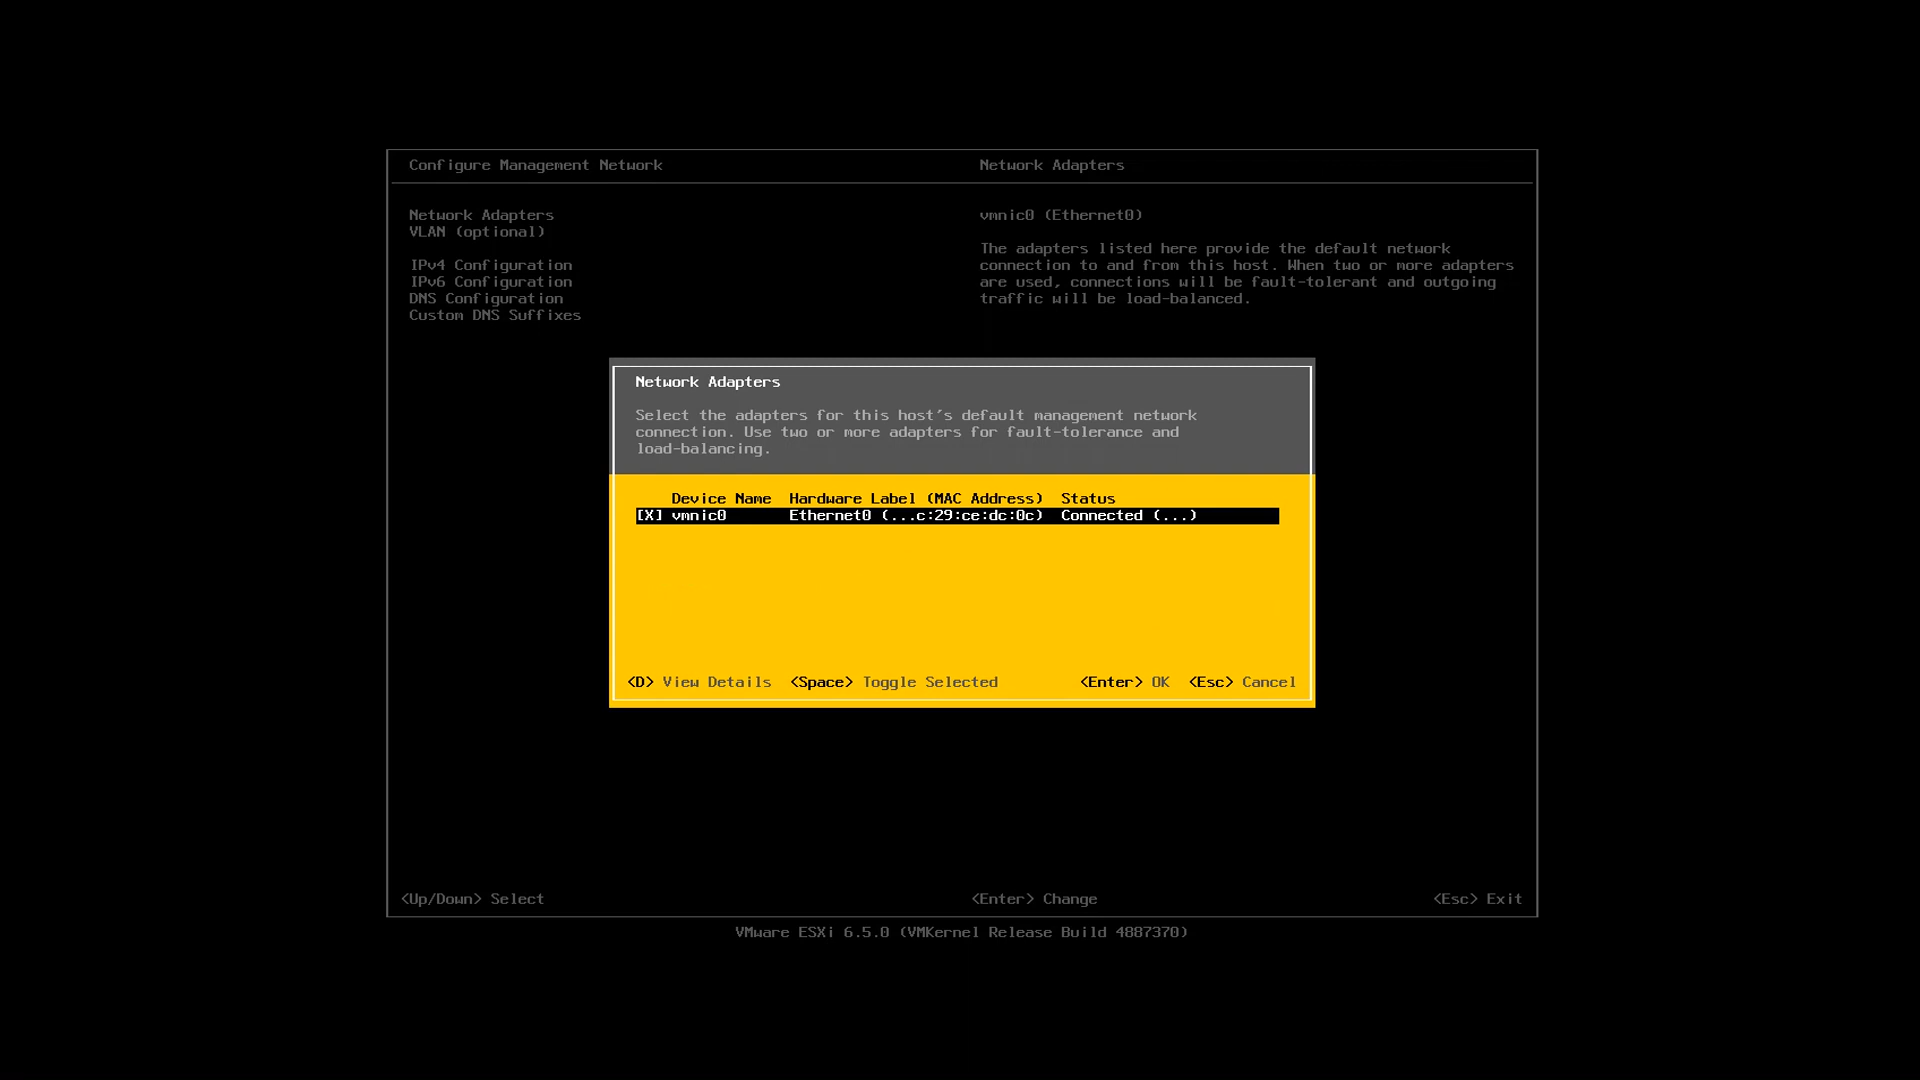 Configure Management Network
Network Adapters
Network Adapters
VLAN (optional)
IPv4 Configuration
IPv6 Configuration
DNS Configuration
Custom DNS Suffixes
vmnic0 (Ethernet0)
The adapters listed here provide the default network
connection to and from this host. When two or more adapters
are used, connections will be fault-tolerant and outgoing
traffic will be load-balanced.
Network Adapters
Select the adapters for this host's default management network
connection. Use two or more adapters for fault-tolerance and
load-balancing.
Device Name Hardware Label (MAC Address) Status
[X] vmnic0 Ethernet0 (...c:29:ce:dc:0c) Connected (...)
<D> View Details <Space> Toggle Selected <Enter> OK <Esc> Cancel
<Up/Down> Select <Enter> Change <Esc> Exit
VMware ESXi 6.5.0 (VMKernel Release Build 4887370)